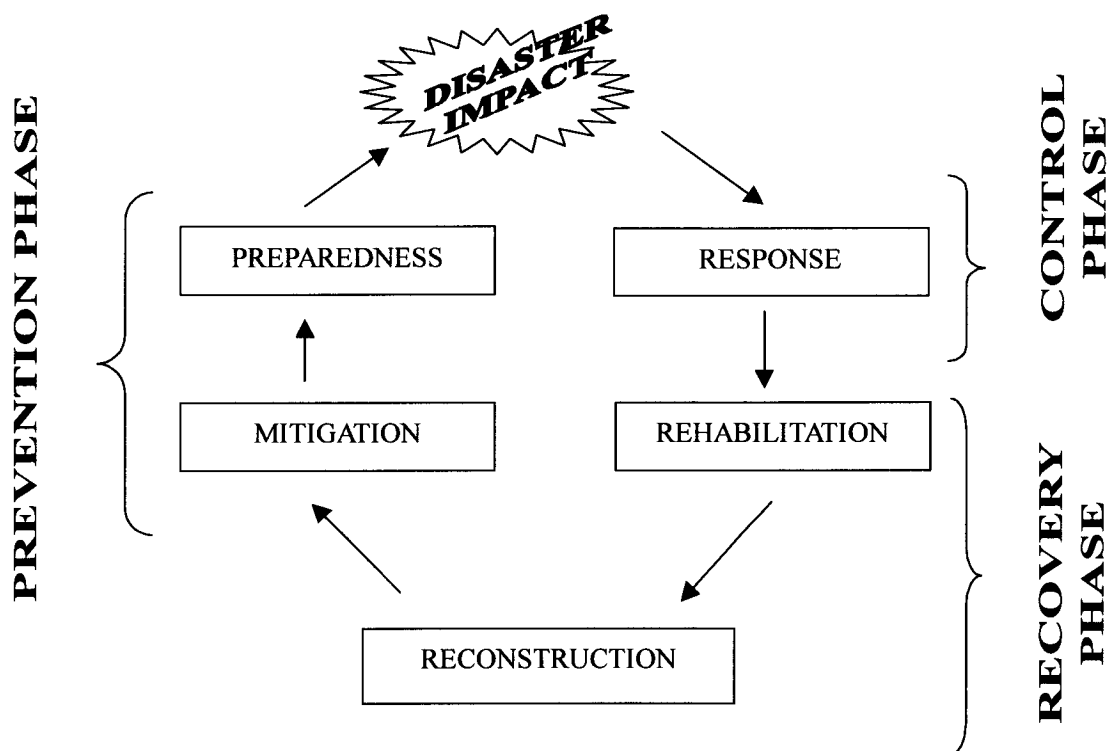 DISASTER
IMPACT
PREVENTION PHASE
CONTROL
PHASE
PREPAREDNESS
RESPONSE
MITIGATION
REHABILITATION
RECOVERY
PHASE
RECONSTRUCTION